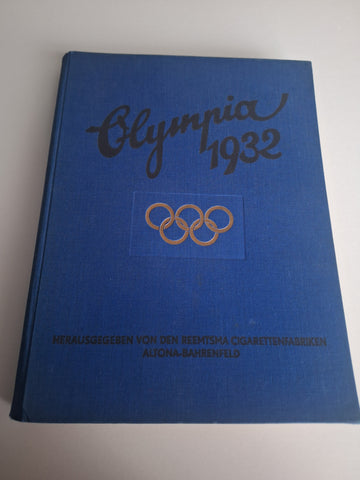 Olympia
1932
HERAUSGEGEBEN VON DEN REEMTSMA CIGARETTENFABRIKEN
ALTONA-BAHRENFELD